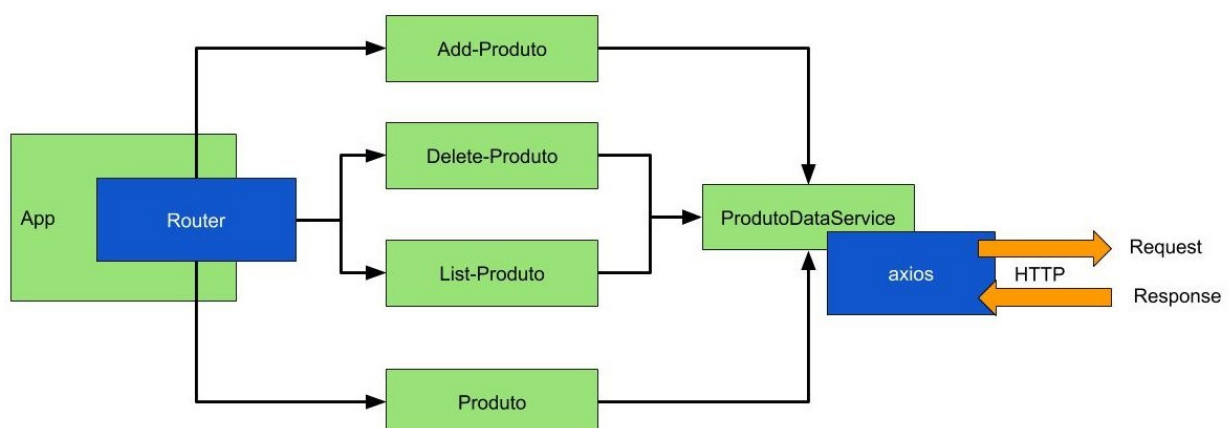 Add-Produto
Delete-Produto
App
Router
ProdutoDataService
List-Produto
axios
HTTP
Request
Response
Produto